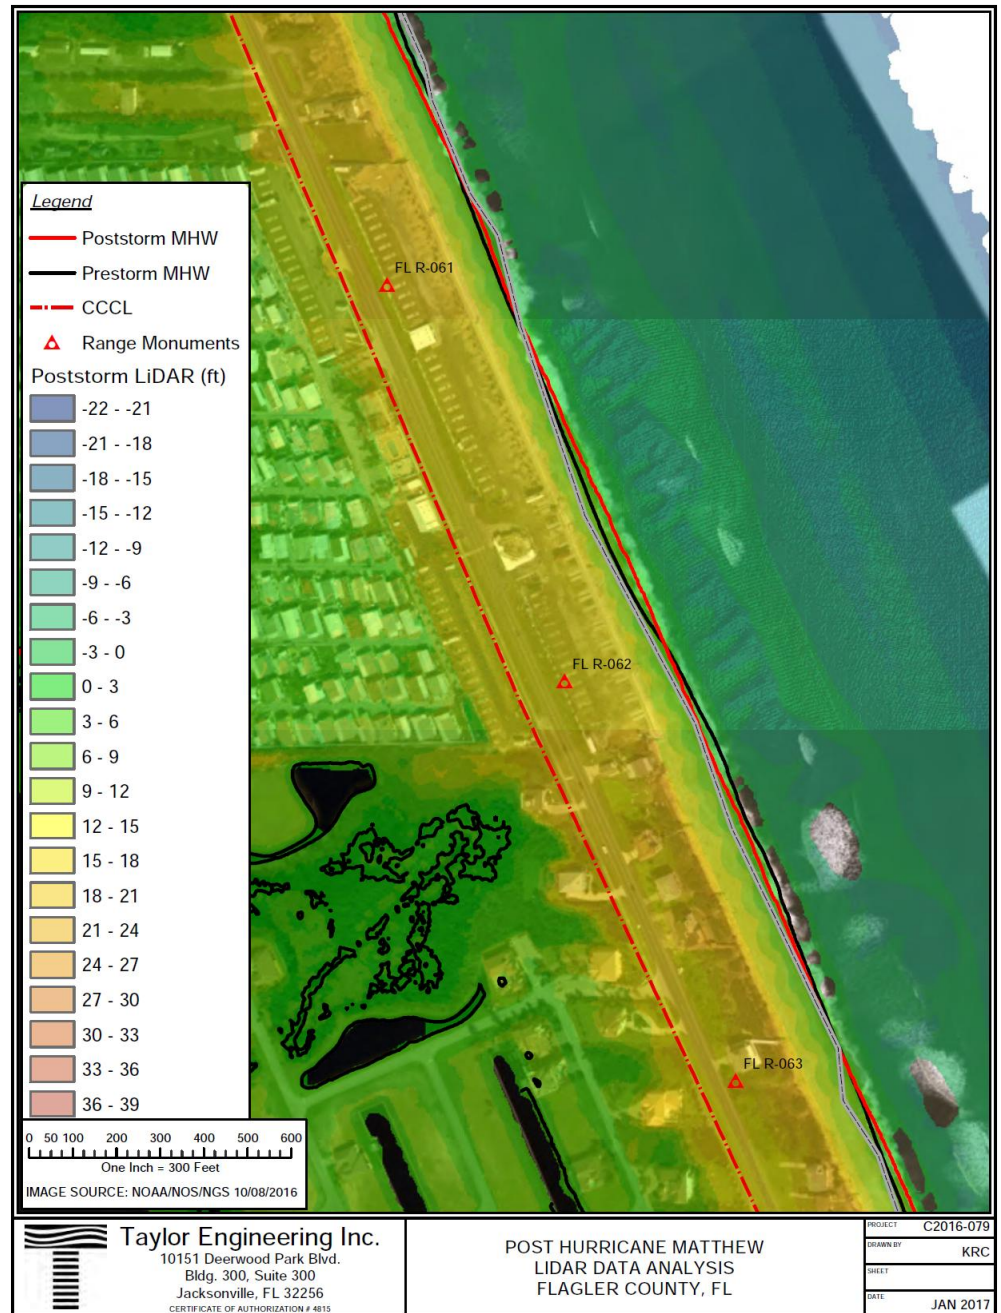 FL R-061
FL R-062
FL R-063
Legend
Poststorm MHW
Prestorm MHW
CCCL
Range Monuments
Poststorm LiDAR (ft)
-22 - -21
-21 - -18
-18 - -15
-15 - -12
-12 - -9
-9 - -6
-6 - -3
-3 - 0
0 - 3
3 - 6
6 - 9
9 - 12
12 - 15
15 - 18
18 - 21
21 - 24
24 - 27
27 - 30
30 - 33
33 - 36
36 - 39
0 50 100 200 300 400 500 600
One Inch = 300 Feet
IMAGE SOURCE: NOAA/NOS/NGS 10/08/2016
Taylor Engineering Inc.
10151 Deerwood Park Blvd.
Bldg. 300, Suite 300
Jacksonville, FL 32256
CERTIFICATE OF AUTHORIZATION # 4815
POST HURRICANE MATTHEW
LIDAR DATA ANALYSIS
FLAGLER COUNTY, FL
PROJECT C2016-079
DRAWN BY KRC
SHEET
DATE JAN 2017